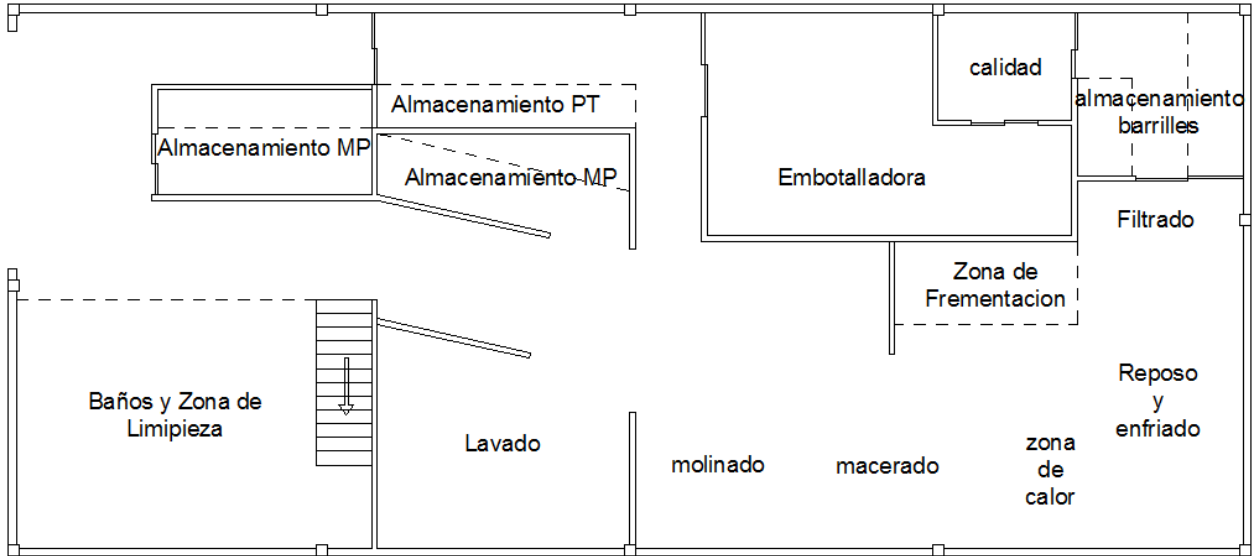 calidad
Almacenamiento PT
almacenamiento
barrilles
Almacenamiento MP
Almacenamiento MP
Embotalladora
Filtrado
Zona de
Frementacion
Baños y Zona de
Limipieza
Lavado
molinado
macerado
zona
de
calor
Reposo
y
enfriado